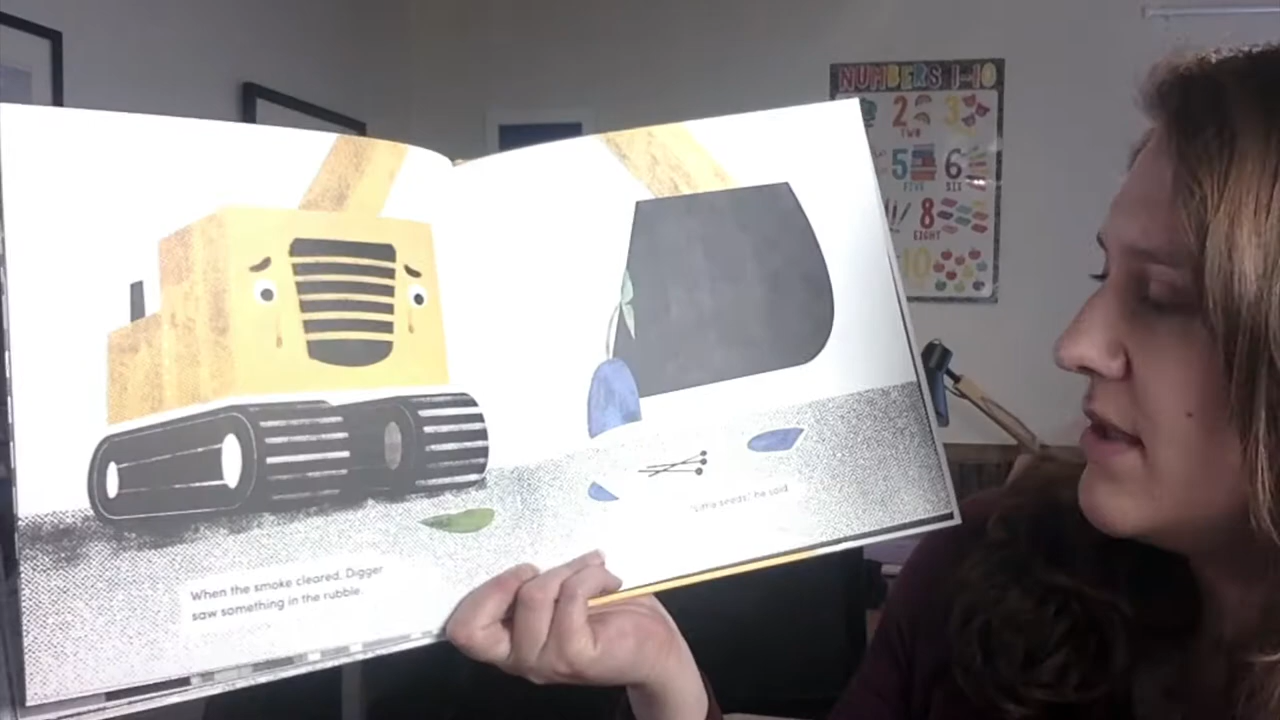 NUMBERS 1-10
2
3
TWO
5
6
FIVE
SIX
8
EIGHT
10
When the smoke cleared, Digger
saw something in the rubble.
"Little seeds," he said.